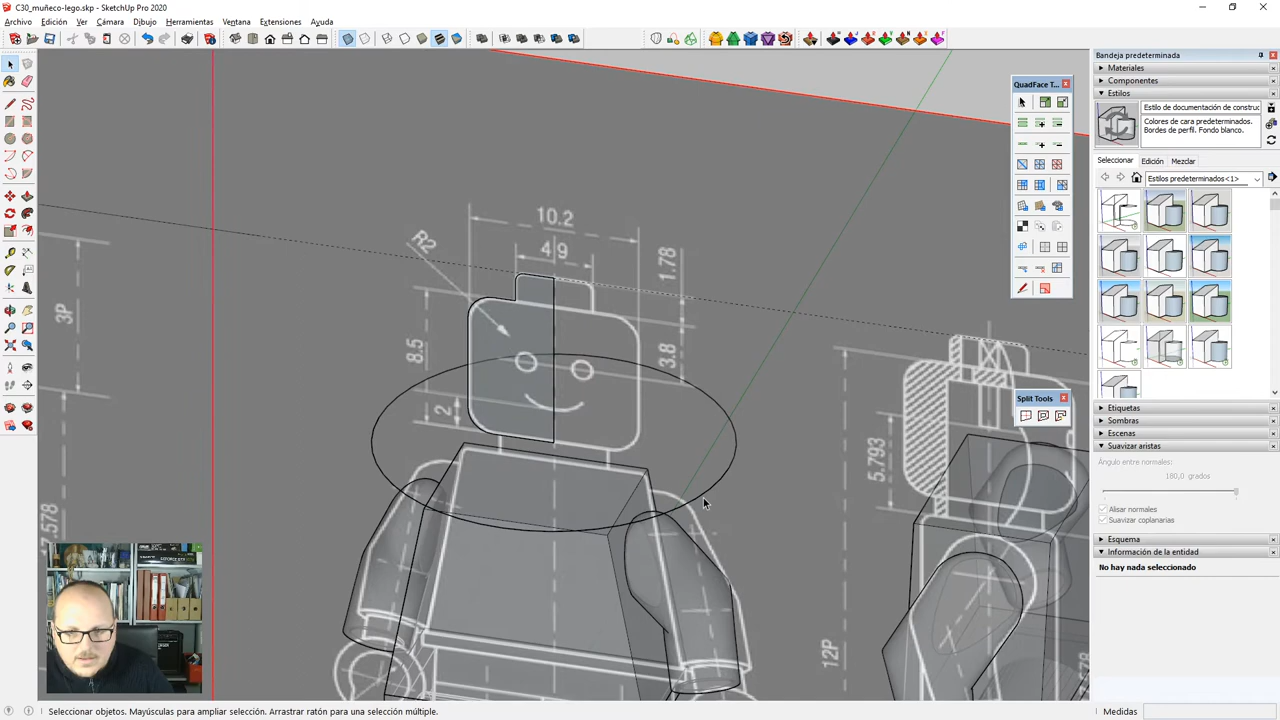 C30_muñeco-lego.skp - SketchUp Pro 2020
Archivo Edición Ver Cámara Dibujo Herramientas Ventana Extensiones Ayuda
Bandeja predeterminada
Materiales
Componentes
Estilos
Estilo de documentación de construc
Colores de cara predeterminados.
Bordes de perfil. Fondo blanco.
Seleccionar Edición Mezclar
Estilos predeterminados<1>
Etiquetas
Sombras
Escenas
Suavizar aristas
Ángulo entre normales:
180,0 grados
Alisar normales
Suavizar coplanarias
Esquema
Información de la entidad
No hay nada seleccionado
QuadFace T...
Split Tools
10.2
R2
4.9
1.78
3P
8.5
3.8
2
5.793
7.578
12P
Seleccionar objetos. Mayúsculas para ampliar selección. Arrastrar ratón para una selección múltiple.
Medidas